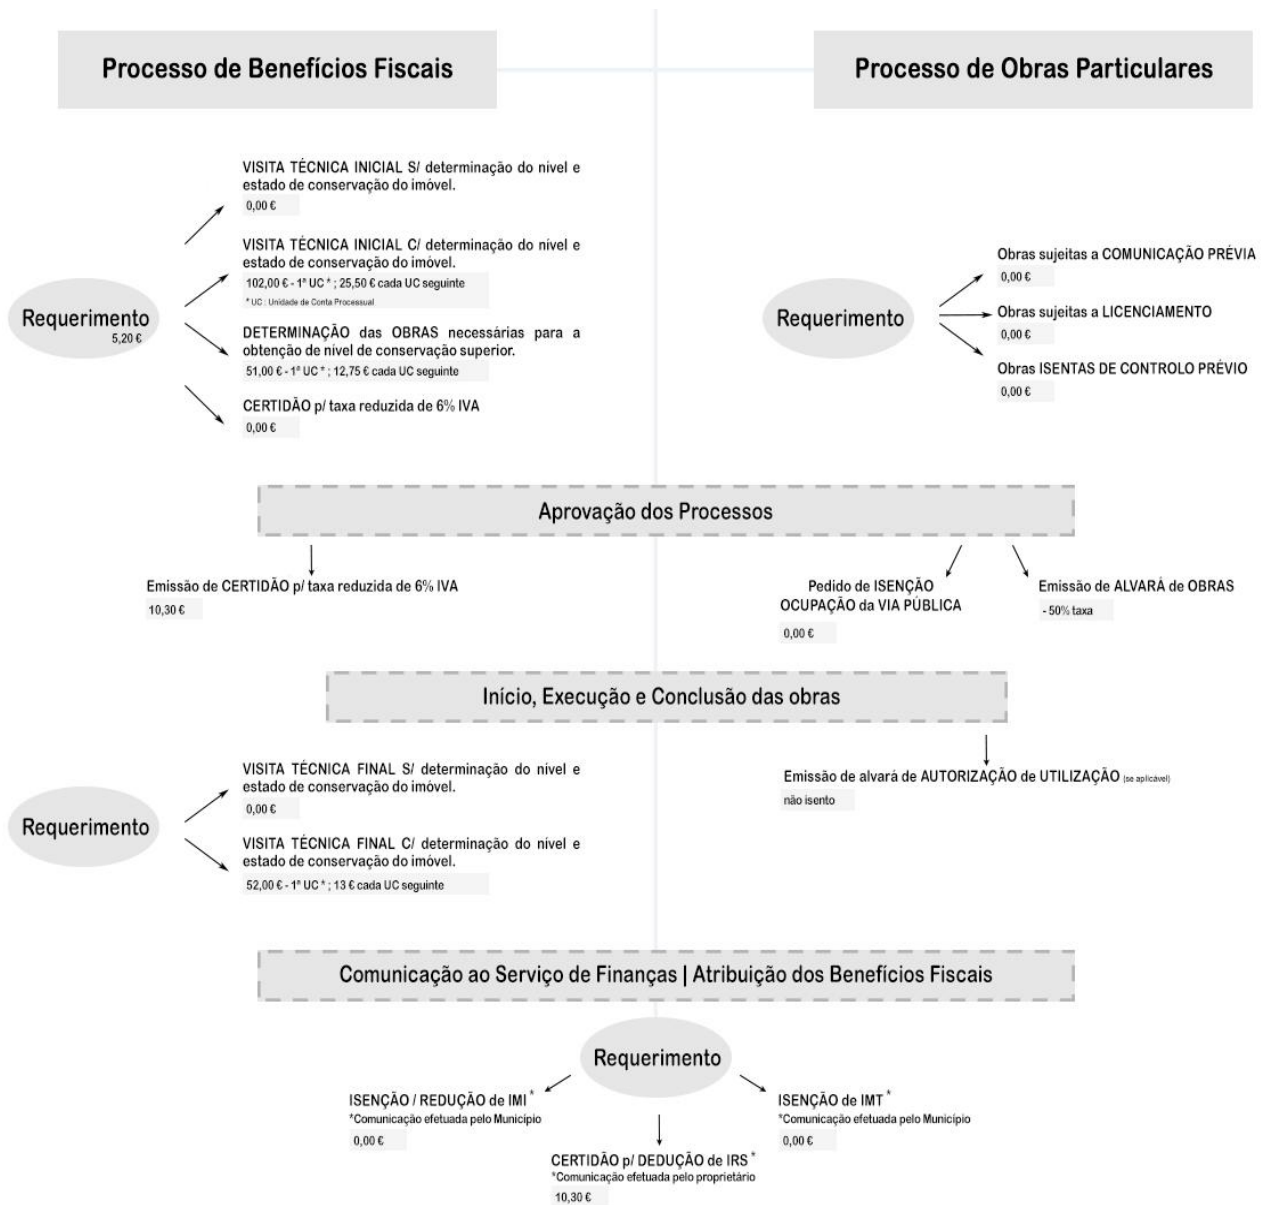 Processo de Benefícios Fiscais
Processo de Obras Particulares
VISITA TÉCNICA INICIAL S/ determinação do nível e
estado de conservação do imóvel.
0,00 €
VISITA TÉCNICA INICIAL C/ determinação do nível e
estado de conservação do imóvel.
102,00 € - 1ª UC * ; 25,50 € cada UC seguinte
* UC : Unidade de Conta Processual
Requerimento
5,20 €
DETERMINAÇÃO das OBRAS necessárias para a
obtenção de nível de conservação superior.
51,00 € - 1ª UC * ; 12,75 € cada UC seguinte
CERTIDÃO p/ taxa reduzida de 6% IVA
0,00 €
Requerimento
Obras sujeitas a COMUNICAÇÃO PRÉVIA
0,00 €
Obras sujeitas a LICENCIAMENTO
0,00 €
Obras ISENTAS DE CONTROLO PRÉVIO
0,00 €
Aprovação dos Processos
Emissão de CERTIDÃO p/ taxa reduzida de 6% IVA
10,30 €
Pedido de ISENÇÃO
OCUPAÇÃO da VIA PÚBLICA
0,00 €
Emissão de ALVARÁ de OBRAS
- 50% taxa
Início, Execução e Conclusão das obras
VISITA TÉCNICA FINAL S/ determinação do nível e
estado de conservação do imóvel.
0,00 €
Requerimento
VISITA TÉCNICA FINAL C/ determinação do nível e
estado de conservação do imóvel.
52,00 € - 1ª UC * ; 13 € cada UC seguinte
Emissão de alvará de AUTORIZAÇÃO de UTILIZAÇÃO (se aplicável)
não isento
Comunicação ao Serviço de Finanças | Atribuição dos Benefícios Fiscais
Requerimento
ISENÇÃO / REDUÇÃO de IMI *
*Comunicação efetuada pelo Município
0,00 €
CERTIDÃO p/ DEDUÇÃO de IRS *
*Comunicação efetuada pelo proprietário
10,30 €
ISENÇÃO de IMT *
*Comunicação efetuada pelo Município
0,00 €